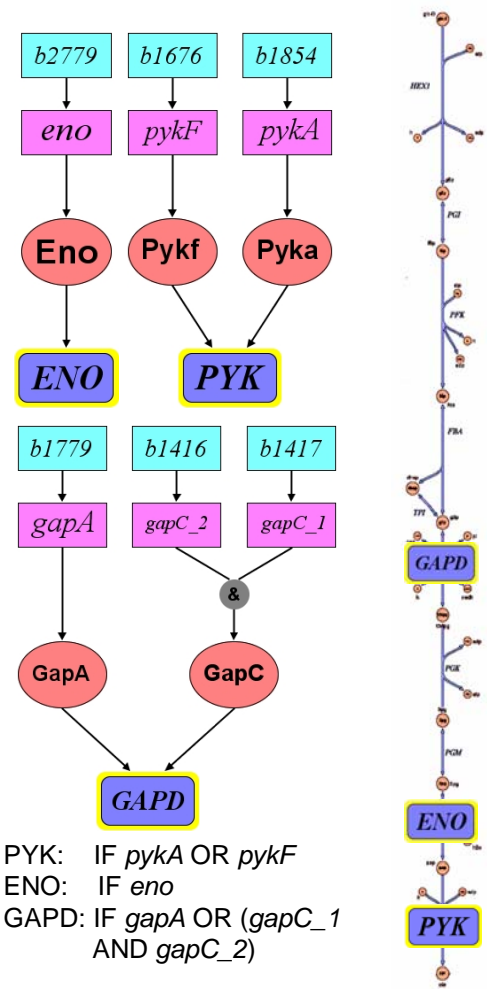 b2779 b1676 b1854
eno pykF pykA
Eno Pykf Pyka
ENO PYK
b1779 b1416 b1417
gapA gapC_2 gapC_1
&
GapA GapC
GAPD
PYK: IF pykA OR pykF
ENO: IF eno
GAPD: IF gapA OR (gapC_1
AND gapC_2)
HEX1
PGI
PFK
FBA
TPI
GAPD
PGK
PGM
ENO
PYK